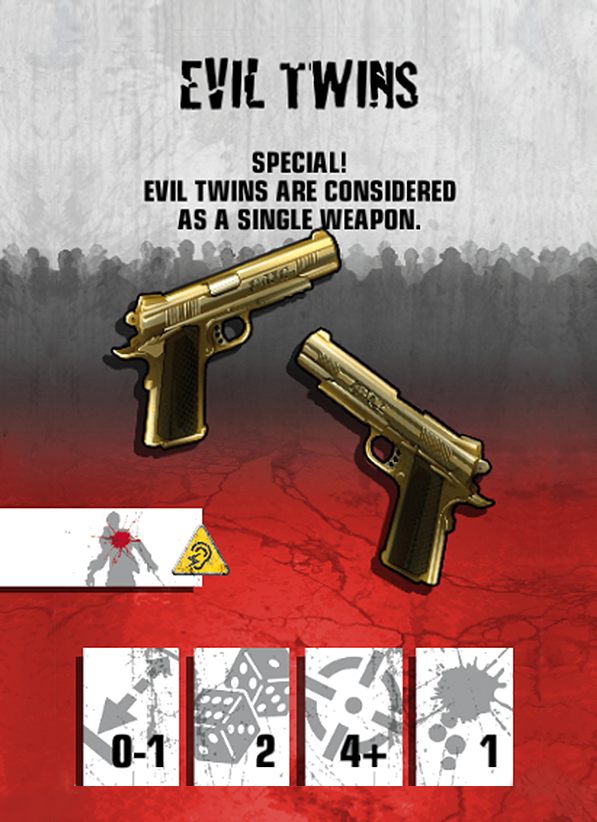 EVIL TWINS
SPECIAL!
EVIL TWINS ARE CONSIDERED
AS A SINGLE WEAPON.
0-1
2
4+
1